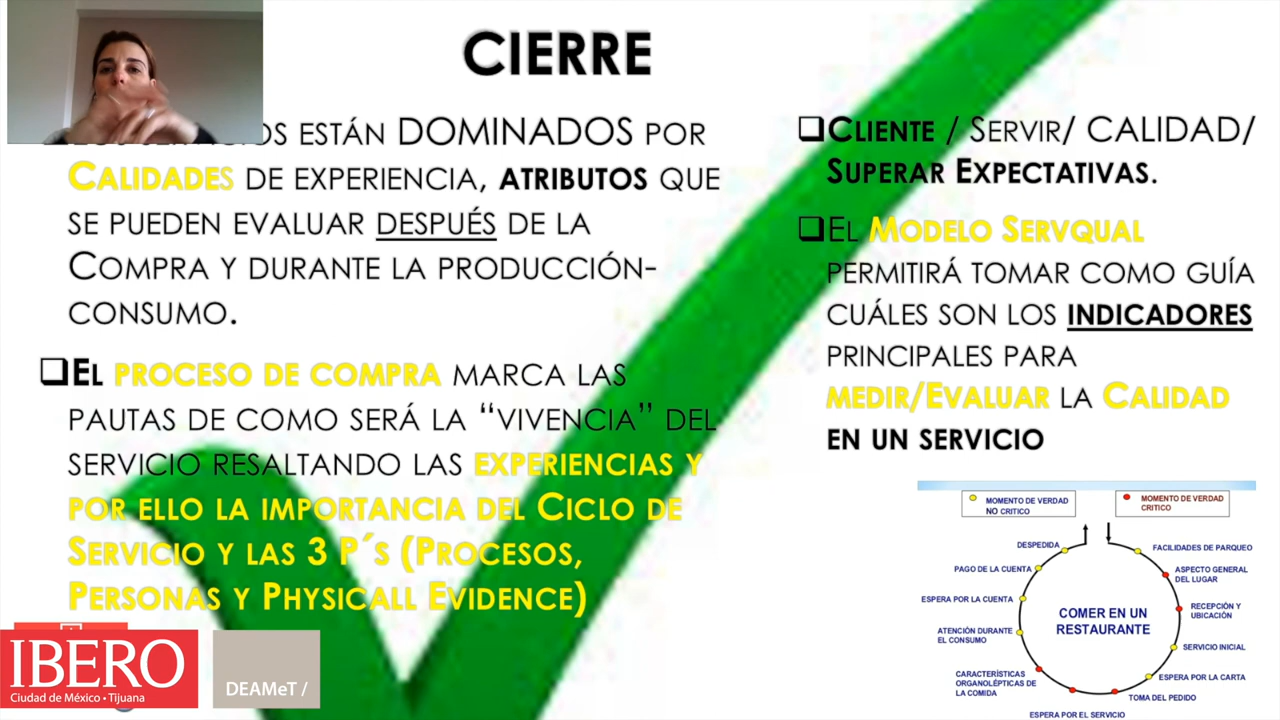 CIERRE
OS ESTÁN DOMINADOS POR
CALIDADES DE EXPERIENCIA, ATRIBUTOS QUE
SE PUEDEN EVALUAR DESPUÉS DE LA
COMPRA Y DURANTE LA PRODUCCIÓN-
CONSUMO.
❑EL PROCESO DE COMPRA MARCA LAS
PAUTAS DE COMO SERÁ LA “VIVENCIA” DEL
SERVICIO RESALTANDO LAS EXPERIENCIAS Y
POR ELLO LA IMPORTANCIA DEL CICLO DE
SERVICIO Y LAS 3 P´S (PROCESOS,
PERSONAS Y PHYSICALL EVIDENCE)
❑CLIENTE / SERVIR/ CALIDAD/
SUPERAR EXPECTATIVAS.
❑EL MODELO SERVQUAL
PERMITIRÁ TOMAR COMO GUÍA
CUÁLES SON LOS INDICADORES
PRINCIPALES PARA
MEDIR/EVALUAR LA CALIDAD
EN UN SERVICIO
MOMENTO DE VERDAD
NO CRITICO
MOMENTO DE VERDAD
CRITICO
DESPEDIDA
PAGO DE LA CUENTA
ESPERA POR LA CUENTA
ATENCIÓN DURANTE
EL CONSUMO
CARACTERÍSTICAS
ORGANOLÉPTICAS DE
LA COMIDA
ESPERA POR EL SERVICIO
TOMA DEL PEDIDO
ESPERA POR LA CARTA
SERVICIO INICIAL
RECEPCIÓN Y
UBICACIÓN
ASPECTO GENERAL
DEL LUGAR
FACILIDADES DE PARQUEO
COMER EN UN
RESTAURANTE
IBERO
Ciudad de México • Tijuana
DEAMeT /